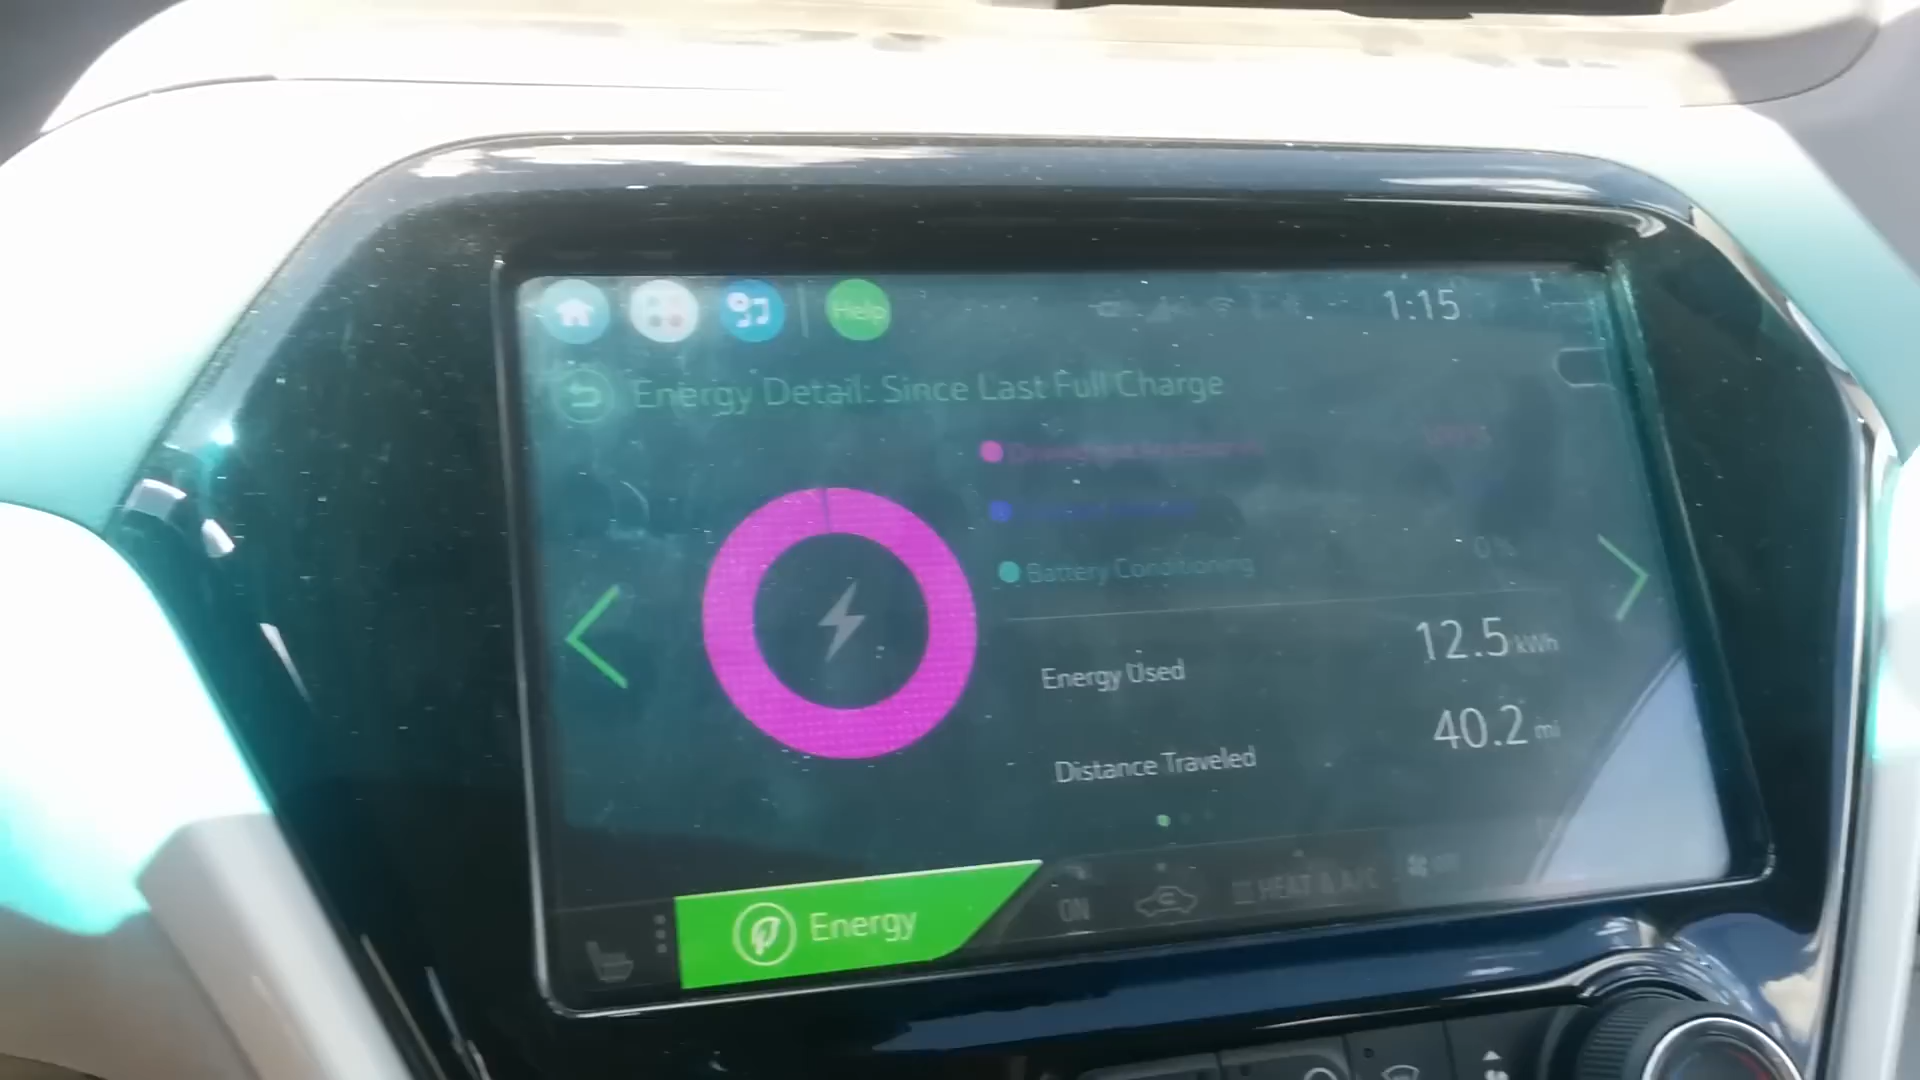 Help
1:15
Energy Detail: Since Last Full Charge
Battery Conditioning 0%
Energy Used 12.5 kWh
Distance Traveled 40.2 mi
Energy
ON
HEAT & A/C